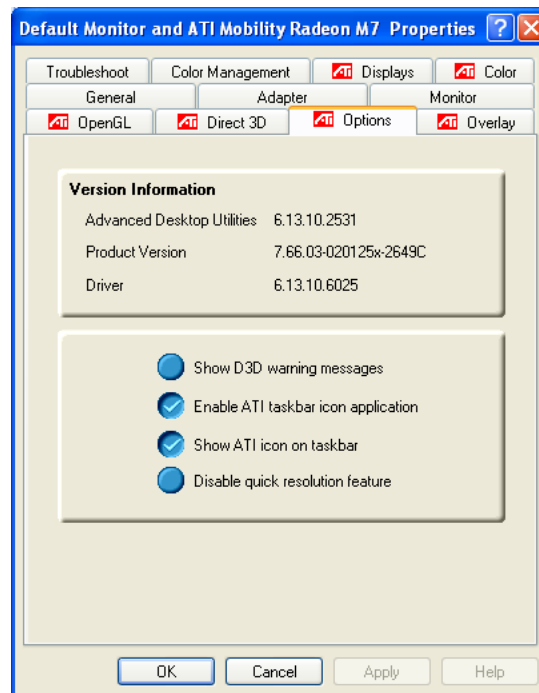 Default Monitor and ATI Mobility Radeon M7 Properties
Troubleshoot Color Management ATI Displays ATI Color
General Adapter Monitor
ATI OpenGL ATI Direct 3D ATI Options ATI Overlay
Version Information
Advanced Desktop Utilities 6.13.10.2531
Product Version 7.66.03-020125x-2649C
Driver 6.13.10.6025
Show D3D warning messages
Enable ATI taskbar icon application
Show ATI icon on taskbar
Disable quick resolution feature
OK Cancel Apply Help